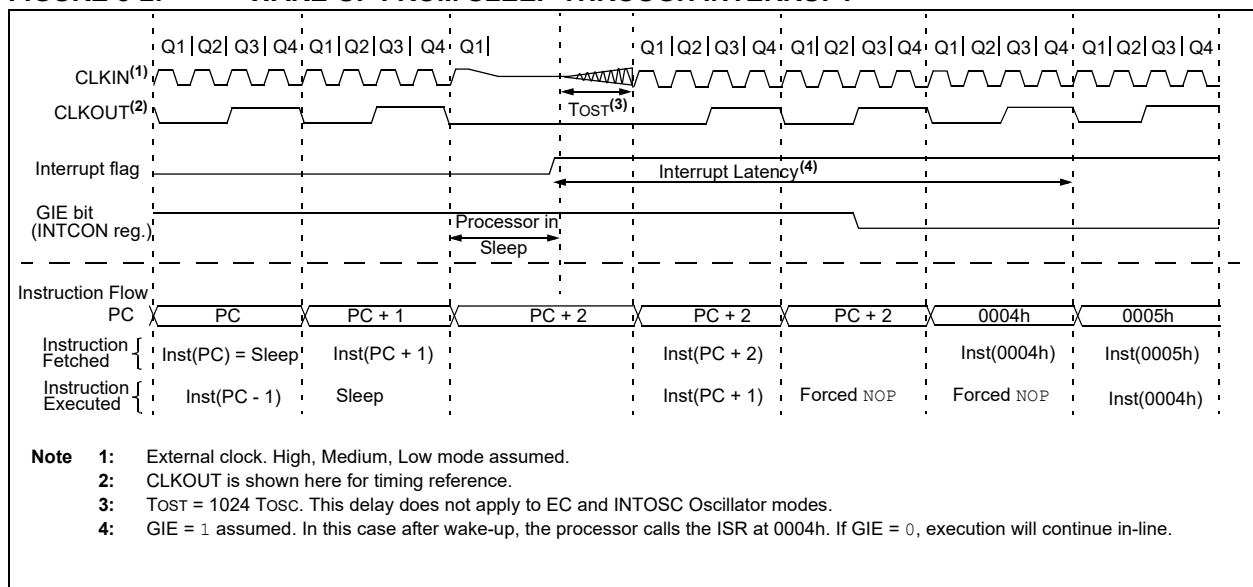 Q1 Q2 Q3 Q4 Q1 Q2 Q3 Q4 Q1 Q1 Q2 Q3 Q4 Q1 Q2 Q3 Q4 Q1 Q2 Q3 Q4 Q1 Q2 Q3 Q4
CLKIN(1)
CLKOUT(2)
TOST(3)
Interrupt flag
Interrupt Latency(4)
GIE bit
(INTCON reg.)
Processor in
Sleep
Instruction Flow
PC PC PC + 1 PC + 2 PC + 2 PC + 2 0004h 0005h
Instruction
Fetched
Inst(PC) = Sleep Inst(PC + 1) Inst(PC + 2) Inst(0004h) Inst(0005h)
Instruction
Executed
Inst(PC - 1) Sleep Inst(PC + 1) Forced NOP Forced NOP Inst(0004h)
Note 1: External clock. High, Medium, Low mode assumed.
2: CLKOUT is shown here for timing reference.
3: TOST = 1024 TOSC. This delay does not apply to EC and INTOSC Oscillator modes.
4: GIE = 1 assumed. In this case after wake-up, the processor calls the ISR at 0004h. If GIE = 0, execution will continue in-line.